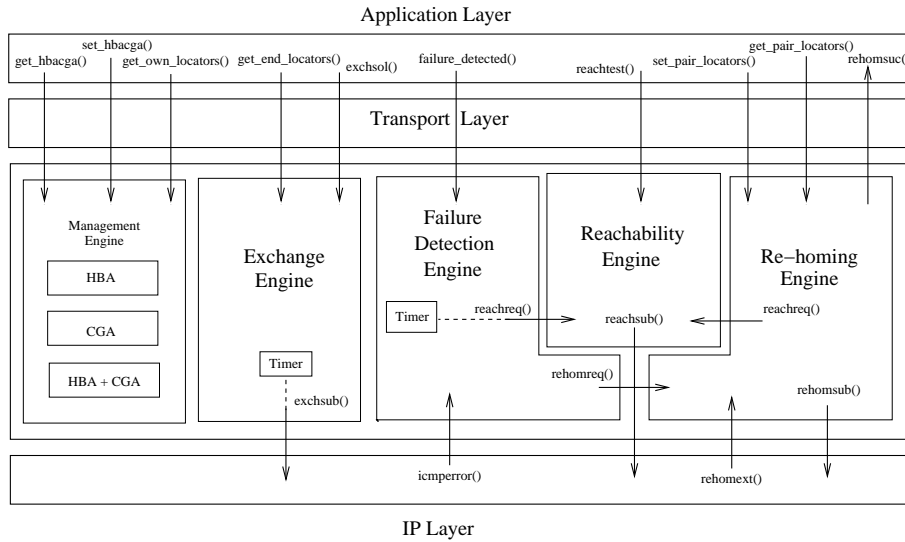 Application Layer
set_hbacga()
get_pair_locators()
get_hbacga()
get_own_locators()
get_end_locators()
exchsol()
failure_detected()
reachtest()
set_pair_locators()
rehomsuc()
Transport Layer
Management
Engine
HBA
CGA
HBA + CGA
Exchange
Engine
Timer
exchsub()
Failure
Detection
Engine
Timer
reachreq()
Reachability
Engine
reachsub()
Re−homing
Engine
reachreq()
rehomreq()
rehomsub()
icmperror()
rehomext()
IP Layer